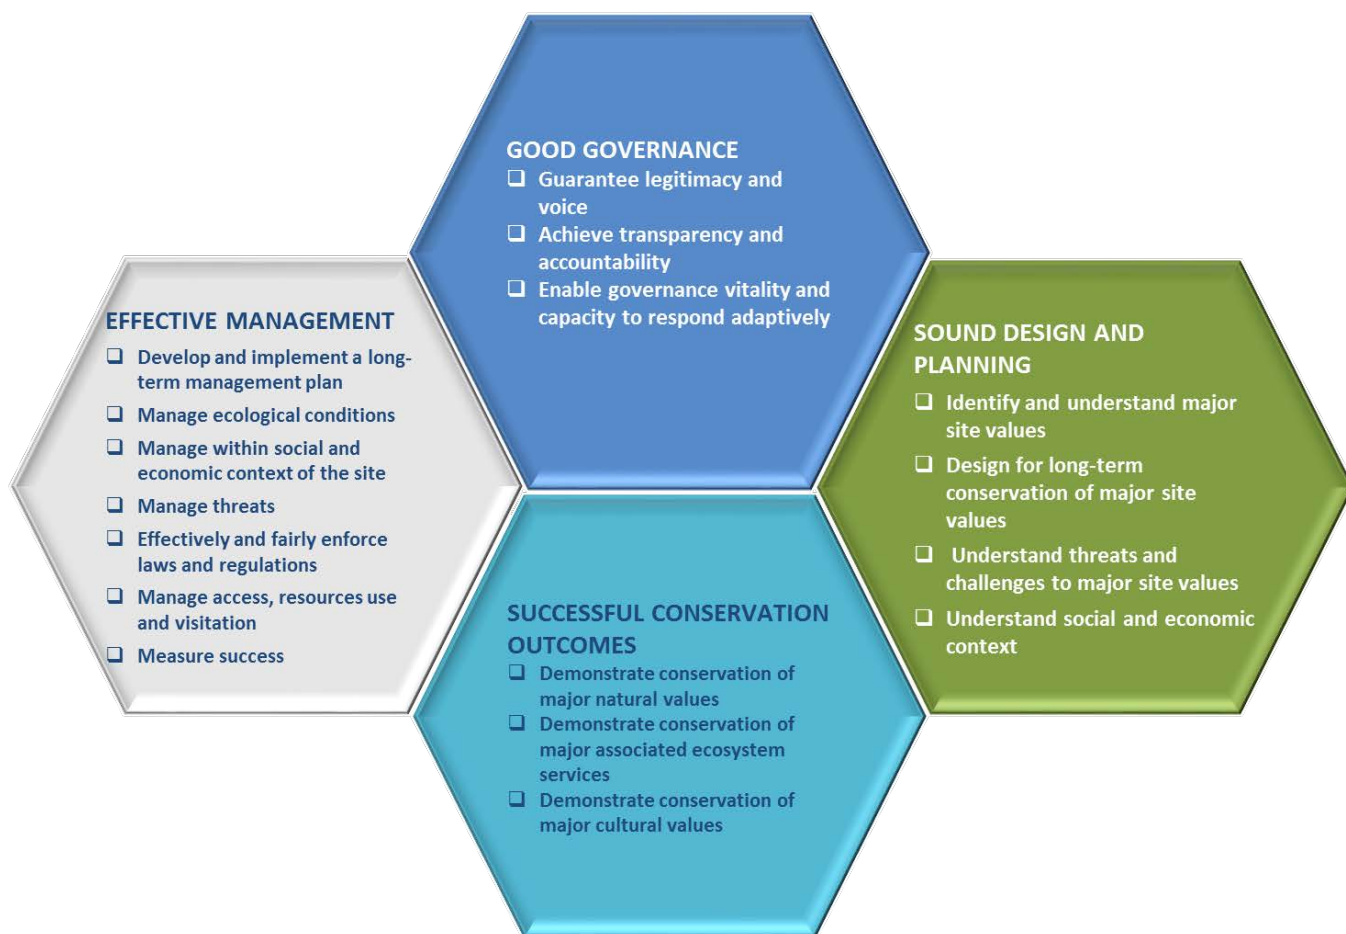 GOOD GOVERNANCE
❑ Guarantee legitimacy and
voice
❑ Achieve transparency and
accountability
❑ Enable governance vitality and
capacity to respond adaptively
EFFECTIVE MANAGEMENT
❑ Develop and implement a long-
term management plan
❑ Manage ecological conditions
❑ Manage within social and
economic context of the site
❑ Manage threats
❑ Effectively and fairly enforce
laws and regulations
❑ Manage access, resources use
and visitation
❑ Measure success
SOUND DESIGN AND
PLANNING
❑ Identify and understand major
site values
❑ Design for long-term
conservation of major site
values
❑ Understand threats and
challenges to major site values
❑ Understand social and economic
context
SUCCESSFUL CONSERVATION
OUTCOMES
❑ Demonstrate conservation of
major natural values
❑ Demonstrate conservation of
major associated ecosystem
services
❑ Demonstrate conservation of
major cultural values